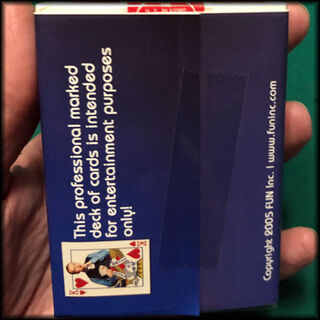 This professional marked
deck of cards is intended
for entertainment purposes
only!
K
K
Copyright 2005 FUN Inc. | www.funinc.com